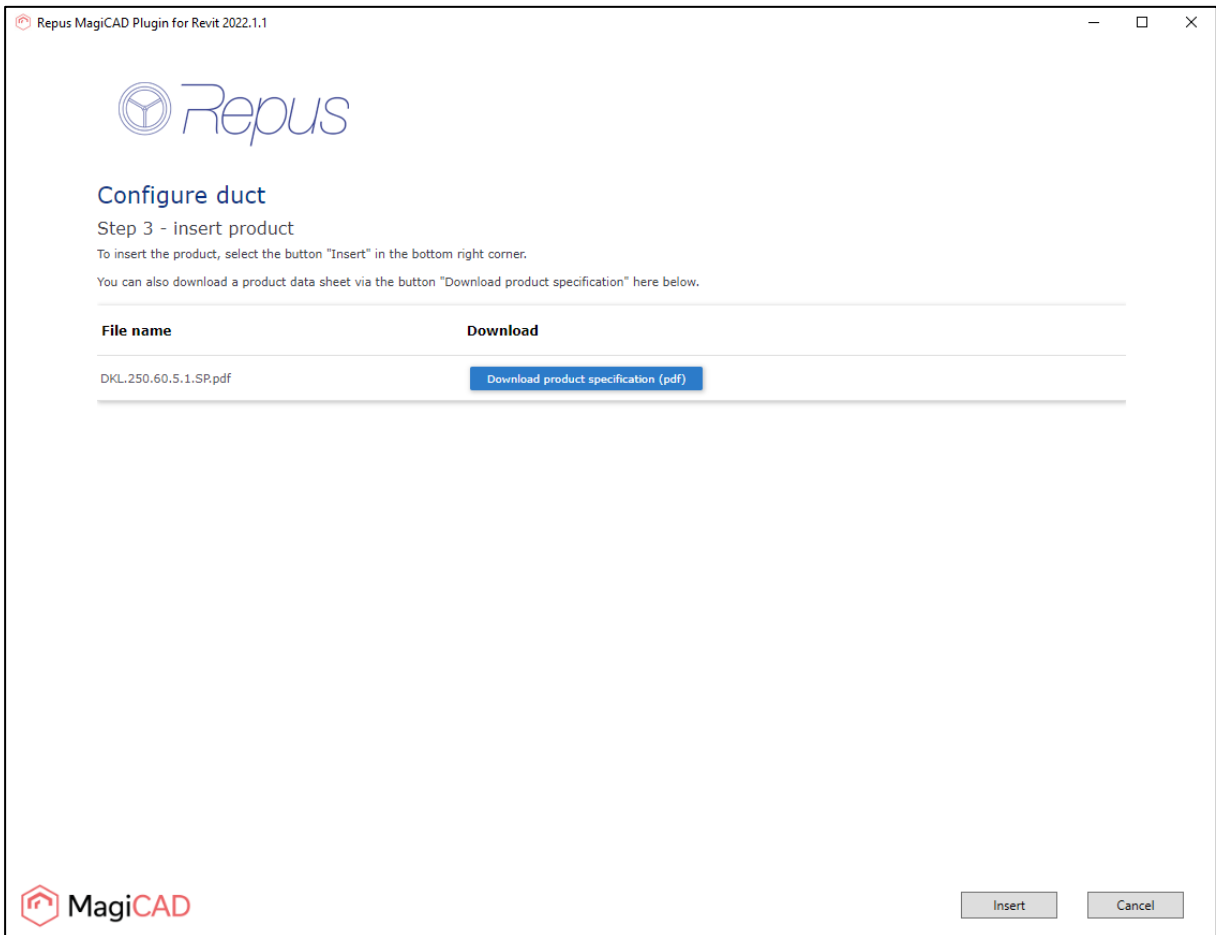 Repus MagiCAD Plugin for Revit 2022.1.1
Repus
Configure duct
Step 3 - insert product
To insert the product, select the button "Insert" in the bottom right corner.
You can also download a product data sheet via the button "Download product specification" here below.
File name Download
DKL.250.60.5.1.SP.pdf Download product specification (pdf)
MagiCAD Insert Cancel